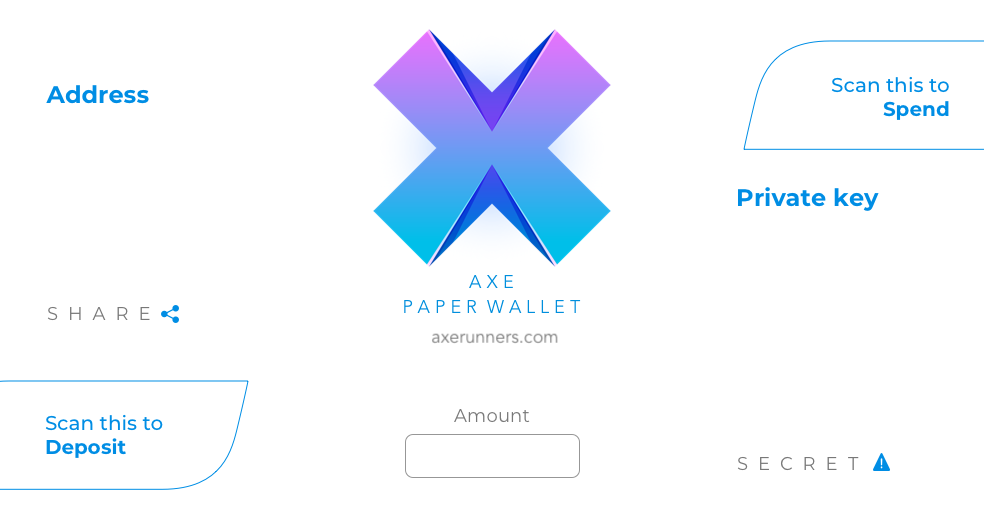 Address
SHARE
Scan this to
Deposit
AXE
PAPER WALLET
axerunners.com
Amount
Scan this to
Spend
Private key
SECRET